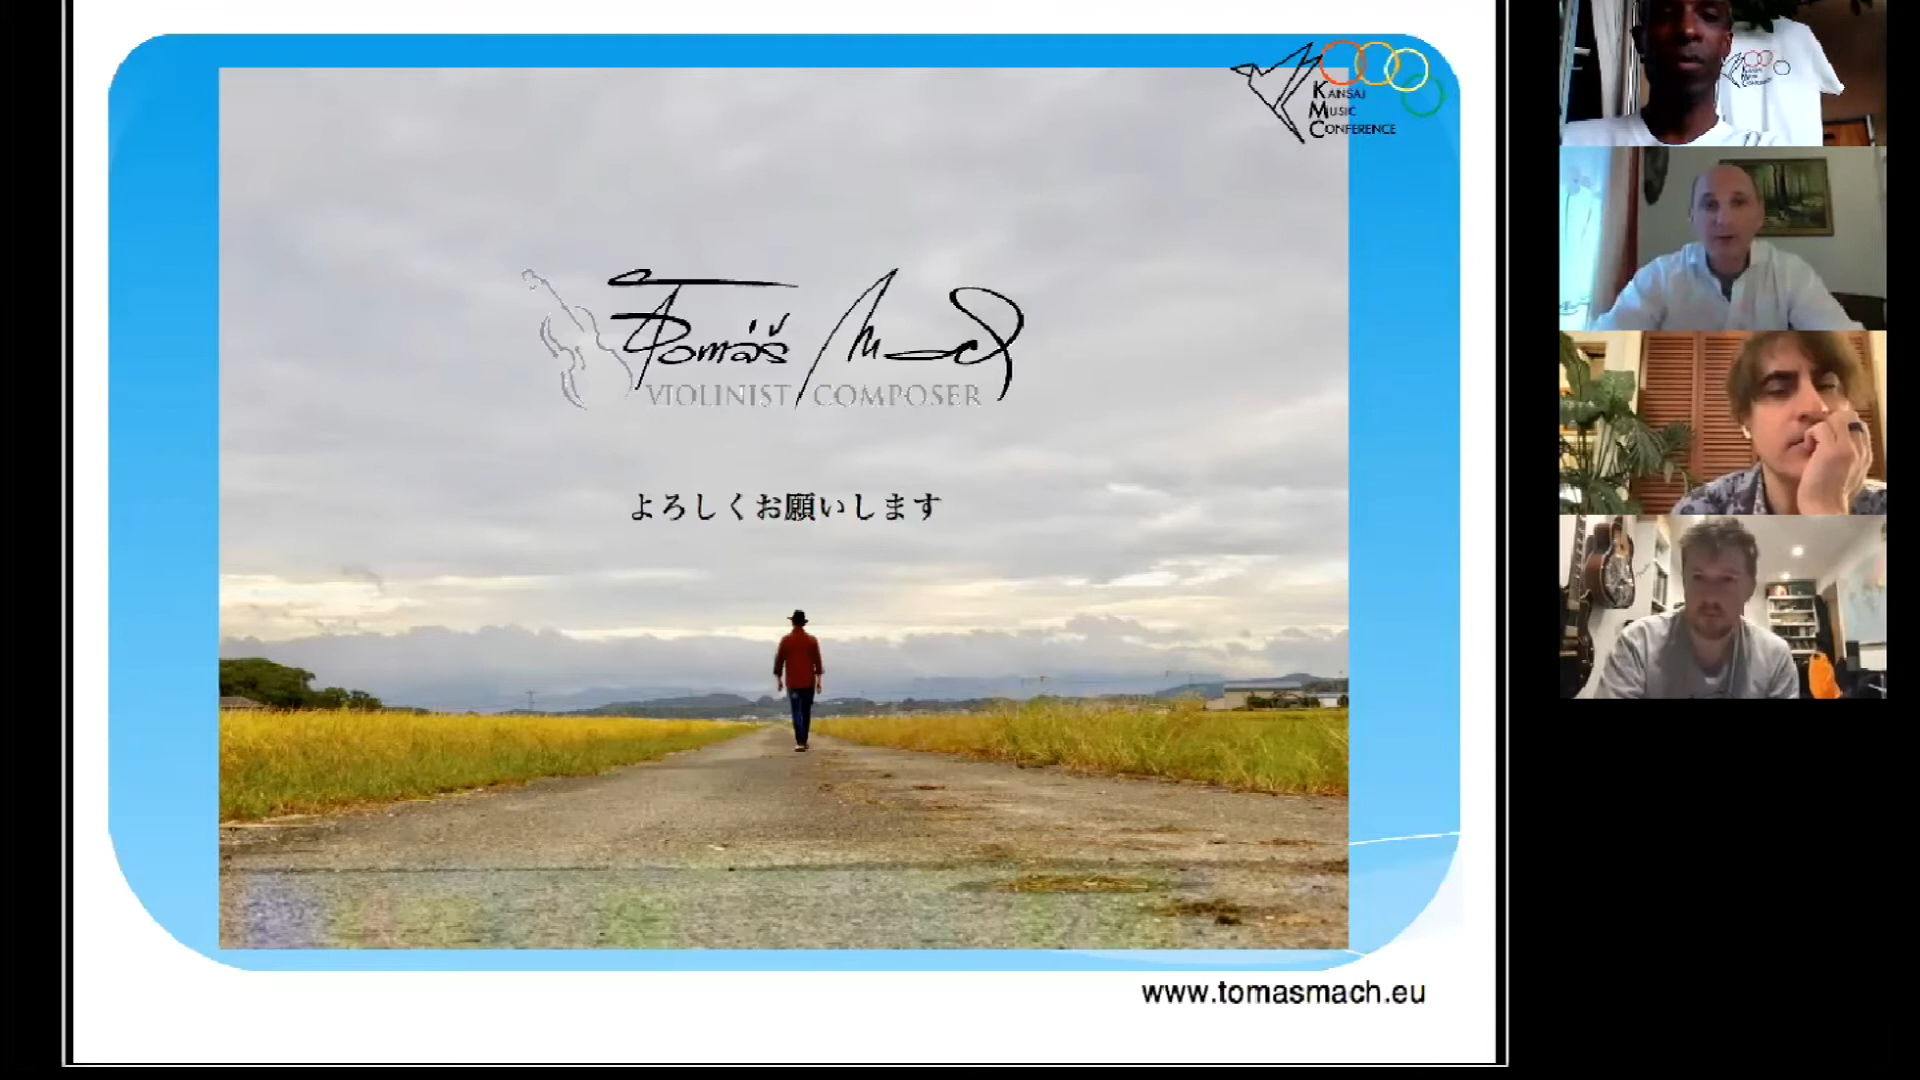 KANSAI
MUSIC
CONFERENCE
Tomáš Mach
VIOLINIST COMPOSER
よろしくお願いします
www.tomasmach.eu